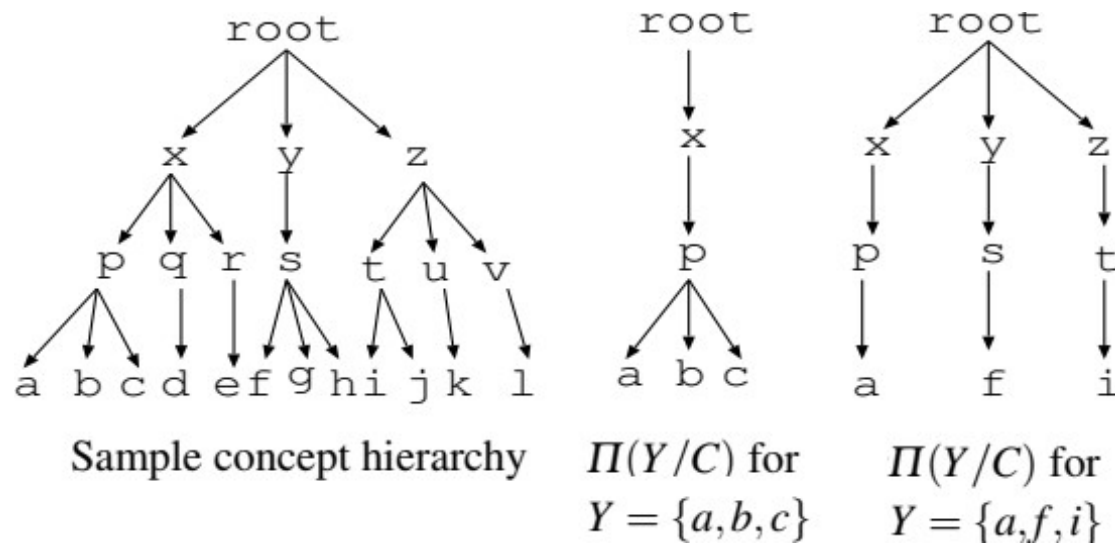 root root root
x y z x x y z
p q r s t u v p p s t
a b c d e f g h i j k l a b c a f i
Sample concept hierarchy Π(Y/C) for Π(Y/C) for
Y = {a,b,c} Y = {a,f,i}